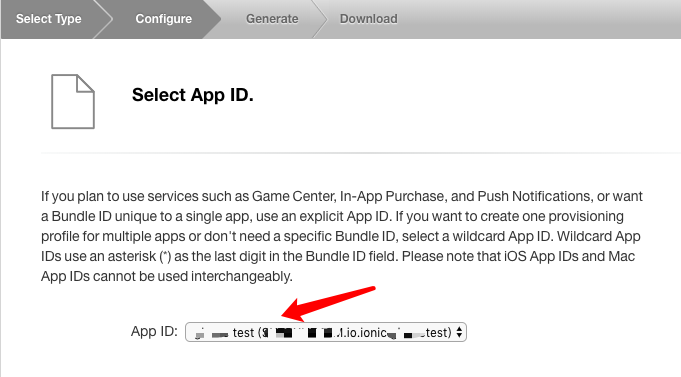 Select Type Configure Generate Download
Select App ID.
If you plan to use services such as Game Center, In-App Purchase, and Push Notifications, or want
a Bundle ID unique to a single app, use an explicit App ID. If you want to create one provisioning
profile for multiple apps or don't need a specific Bundle ID, select a wildcard App ID. Wildcard App
IDs use an asterisk (*) as the last digit in the Bundle ID field. Please note that iOS App IDs and Mac
App IDs cannot be used interchangeably.
App ID: test ( .io.ionic test)